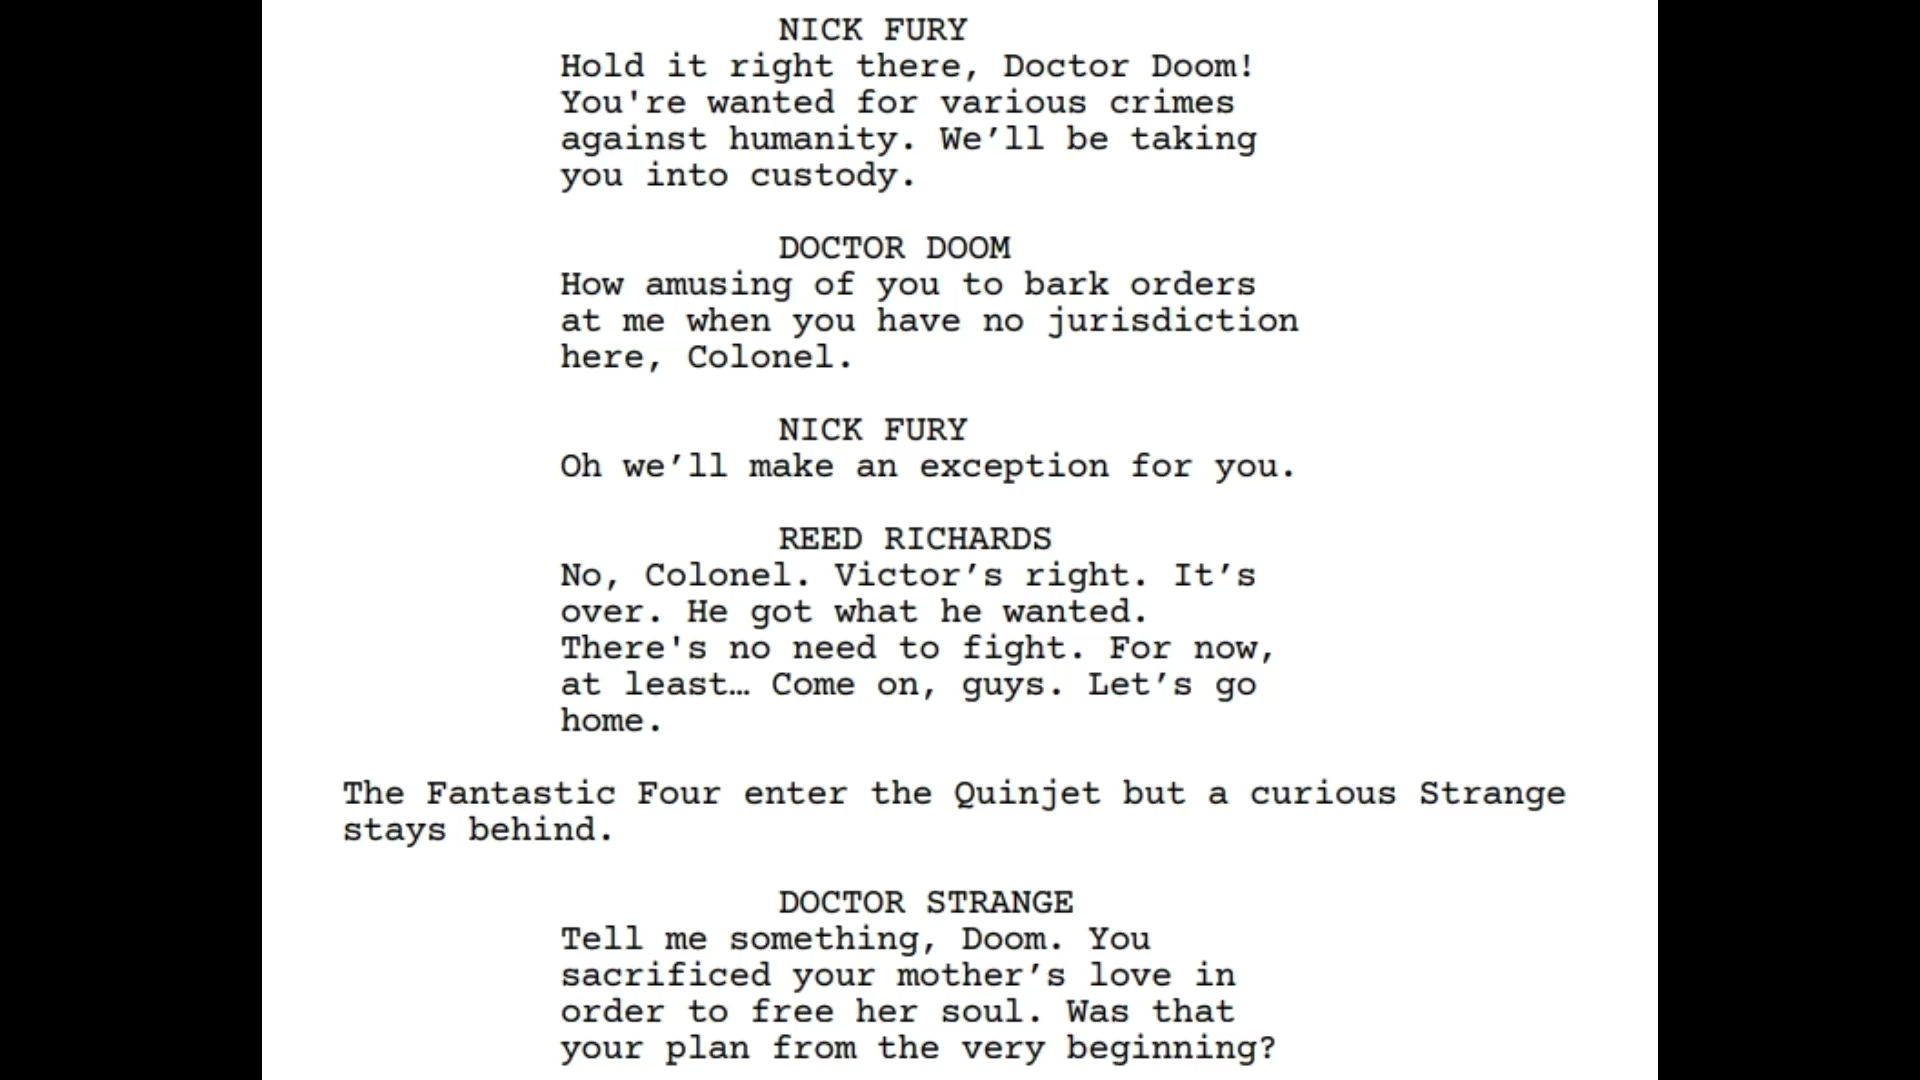 NICK FURY
Hold it right there, Doctor Doom!
You're wanted for various crimes
against humanity. We’ll be taking
you into custody.
DOCTOR DOOM
How amusing of you to bark orders
at me when you have no jurisdiction
here, Colonel.
NICK FURY
Oh we’ll make an exception for you.
REED RICHARDS
No, Colonel. Victor’s right. It’s
over. He got what he wanted.
There's no need to fight. For now,
at least… Come on, guys. Let’s go
home.
The Fantastic Four enter the Quinjet but a curious Strange
stays behind.
DOCTOR STRANGE
Tell me something, Doom. You
sacrificed your mother’s love in
order to free her soul. Was that
your plan from the very beginning?